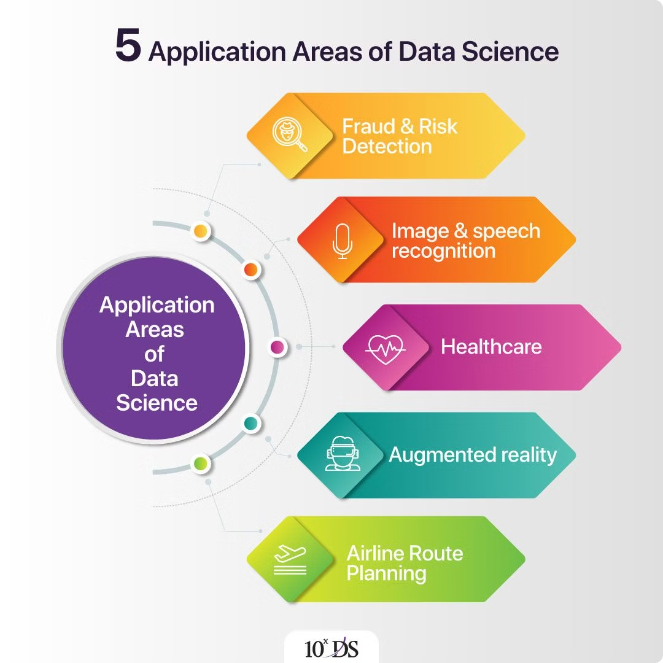 5 Application Areas of Data Science
Fraud & Risk
Detection
Image & speech
recognition
Application
Areas
of
Data
Science
Healthcare
Augmented reality
Airline Route
Planning
10x DS